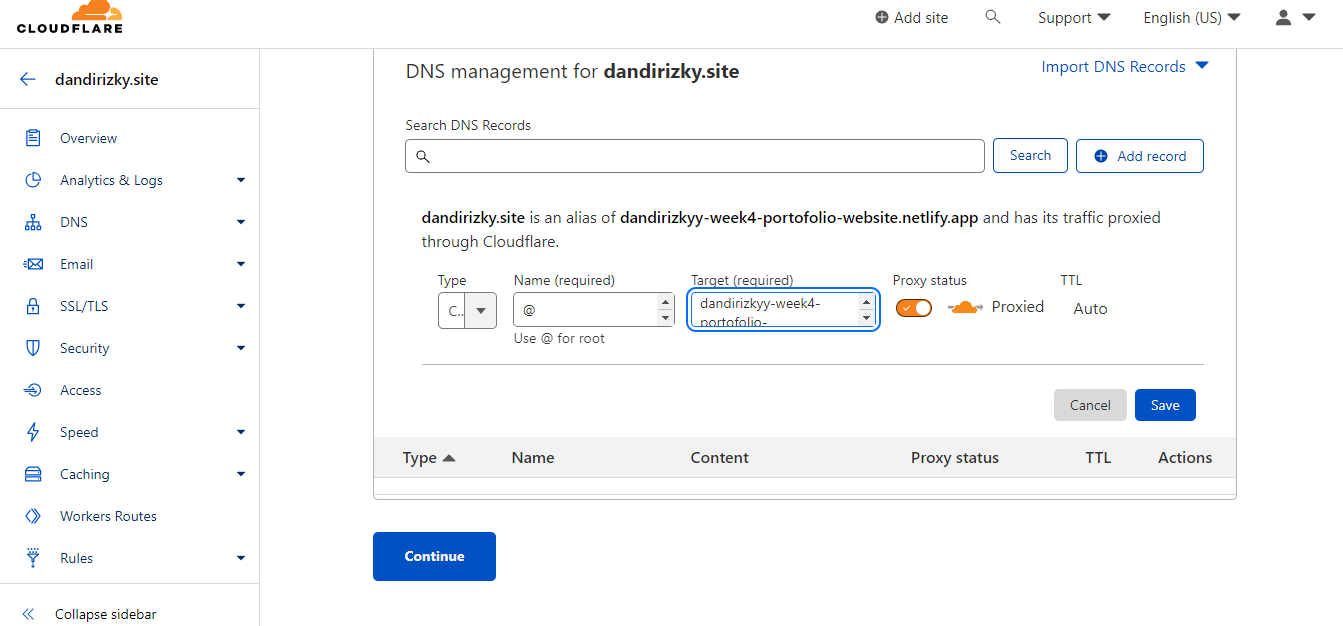 CLOUDFLARE
Add site
Support
English (US)
dandirizky.site
Overview
Analytics & Logs
DNS
Email
SSL/TLS
Security
Access
Speed
Caching
Workers Routes
Rules
Collapse sidebar
DNS management for dandirizky.site
Import DNS Records
Search DNS Records
Search
Add record
dandirizky.site is an alias of dandirizkyy-week4-portofolio-website.netlify.app and has its traffic proxied
through Cloudflare.
Type
Name (required)
Target (required)
Proxy status
TTL
C..
@
dandirizkyy-week4-
portofolio-
Proxied
Auto
Use @ for root
Cancel
Save
Type
Name
Content
Proxy status
TTL
Actions
Continue